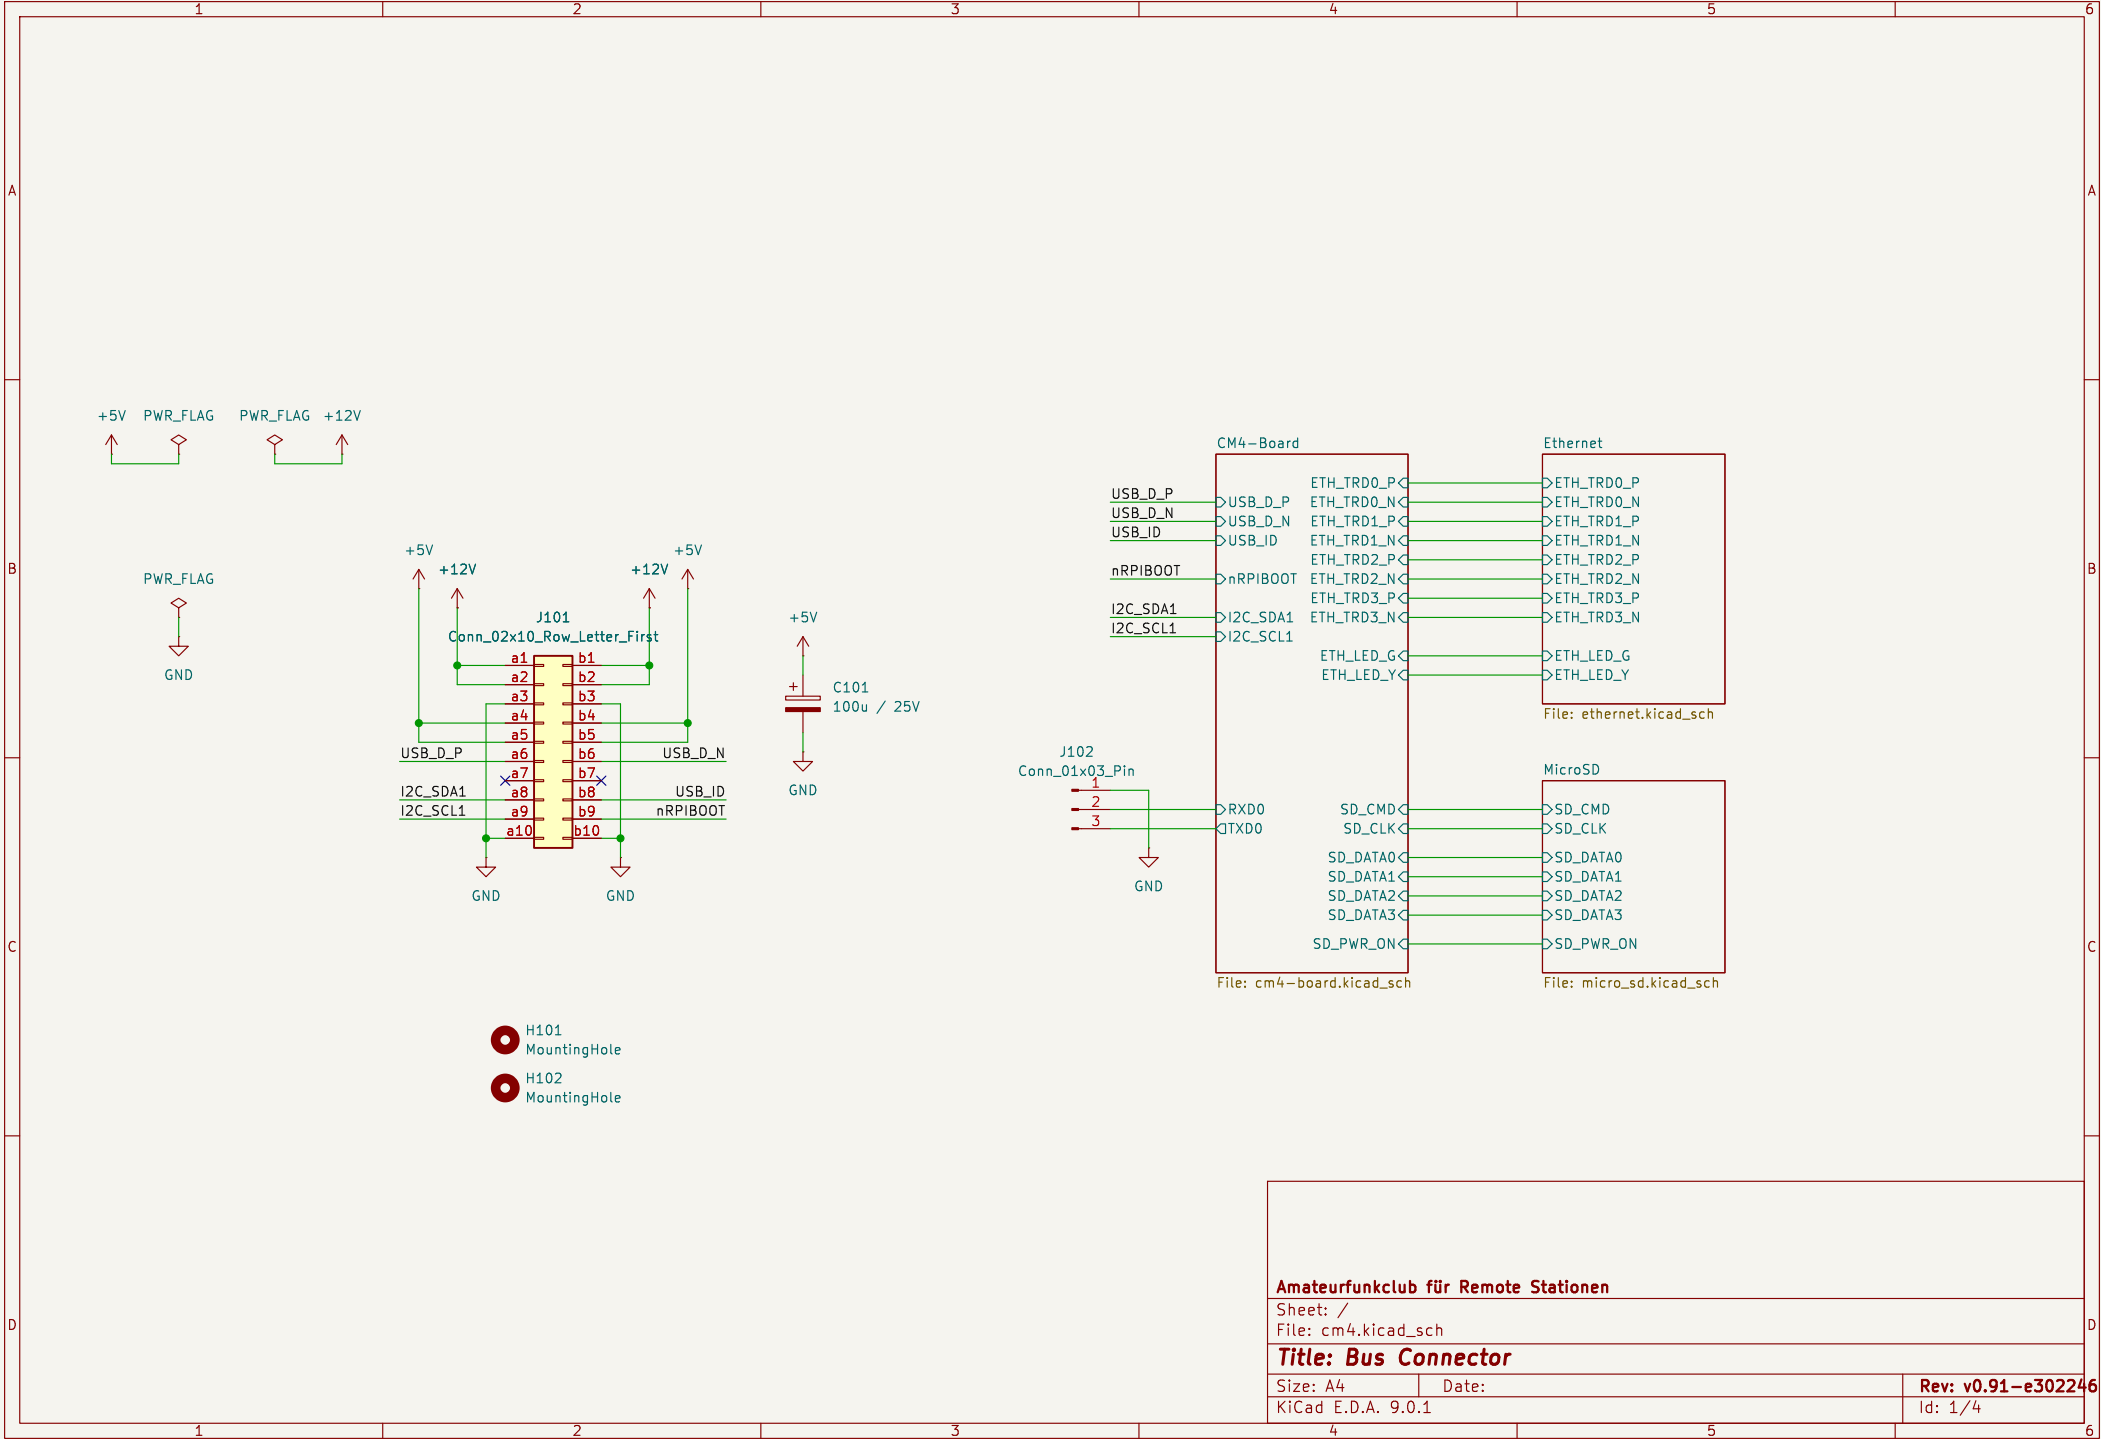 1 2 3 4 5 6
A A
B B
C C
D D
+5V PWR_FLAG PWR_FLAG +12V
PWR_FLAG
GND
+5V +5V
+12V +12V
J101
Conn_02x10_Row_Letter_First
a1 b1
a2 b2
a3 b3
a4 b4
a5 b5
USB_D_P a6 b6 USB_D_N
a7 b7
I2C_SDA1 a8 b8 USB_ID
I2C_SCL1 a9 b9 nRPIBOOT
a10 b10
GND GND
+5V
+
C101
100u / 25V
GND
H101
MountingHole
H102
MountingHole
CM4-Board
USB_D_P
USB_D_N
USB_ID
nRPIBOOT
I2C_SDA1
I2C_SCL1
USB_D_P
USB_D_N
USB_ID
nRPIBOOT
I2C_SDA1
I2C_SCL1
ETH_TRD0_P
ETH_TRD0_N
ETH_TRD1_P
ETH_TRD1_N
ETH_TRD2_P
ETH_TRD2_N
ETH_TRD3_P
ETH_TRD3_N
ETH_LED_G
ETH_LED_Y
J102
Conn_01x03_Pin
1
2
3
GND
RXD0
TXD0
SD_CMD
SD_CLK
SD_DATA0
SD_DATA1
SD_DATA2
SD_DATA3
SD_PWR_ON
File: cm4-board.kicad_sch
Ethernet
ETH_TRD0_P
ETH_TRD0_N
ETH_TRD1_P
ETH_TRD1_N
ETH_TRD2_P
ETH_TRD2_N
ETH_TRD3_P
ETH_TRD3_N
ETH_LED_G
ETH_LED_Y
File: ethernet.kicad_sch
MicroSD
SD_CMD
SD_CLK
SD_DATA0
SD_DATA1
SD_DATA2
SD_DATA3
SD_PWR_ON
File: micro_sd.kicad_sch
Amateurfunkclub für Remote Stationen
Sheet: /
File: cm4.kicad_sch
Title: Bus Connector
Size: A4 Date: Rev: v0.91-e302246
KiCad E.D.A. 9.0.1 Id: 1/4
1 2 3 4 5 6